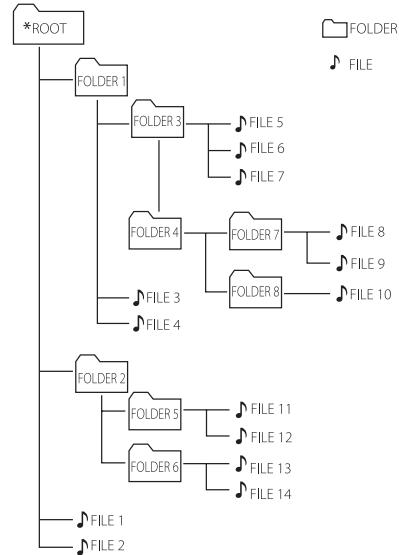 *ROOT
FOLDER
FILE
FOLDER 1
FOLDER 3
FILE 5
FILE 6
FILE 7
FOLDER 4
FOLDER 7
FILE 8
FILE 9
FOLDER 8
FILE 10
FILE 3
FILE 4
FOLDER 2
FOLDER 5
FILE 11
FILE 12
FOLDER 6
FILE 13
FILE 14
FILE 1
FILE 2